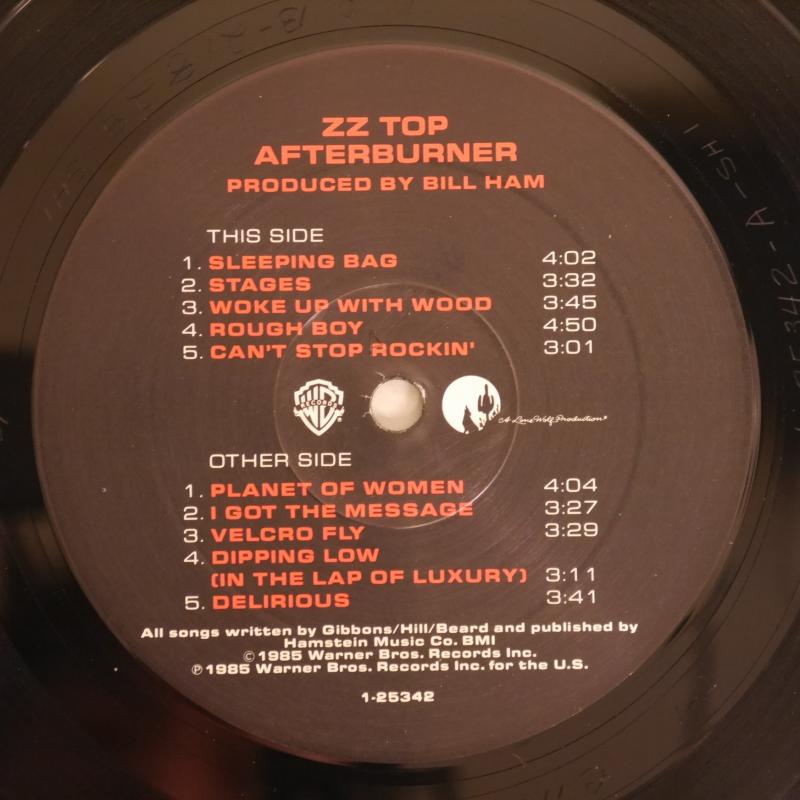 ZZ TOP
AFTERBURNER
PRODUCED BY BILL HAM
THIS SIDE
1. SLEEPING BAG 4:02
2. STAGES 3:32
3. WOKE UP WITH WOOD 3:45
4. ROUGH BOY 4:50
5. CAN'T STOP ROCKIN' 3:01
RECORDS
A Lone Wolf Production*
OTHER SIDE
1. PLANET OF WOMEN 4:04
2. I GOT THE MESSAGE 3:27
3. VELCRO FLY 3:29
4. DIPPING LOW
(IN THE LAP OF LUXURY) 3:11
5. DELIRIOUS 3:41
All songs written by Gibbons/Hill/Beard and published by
Hamstein Music Co. BMI
©1985 Warner Bros. Records Inc.
℗1985 Warner Bros. Records Inc. for the U.S.
1-25342